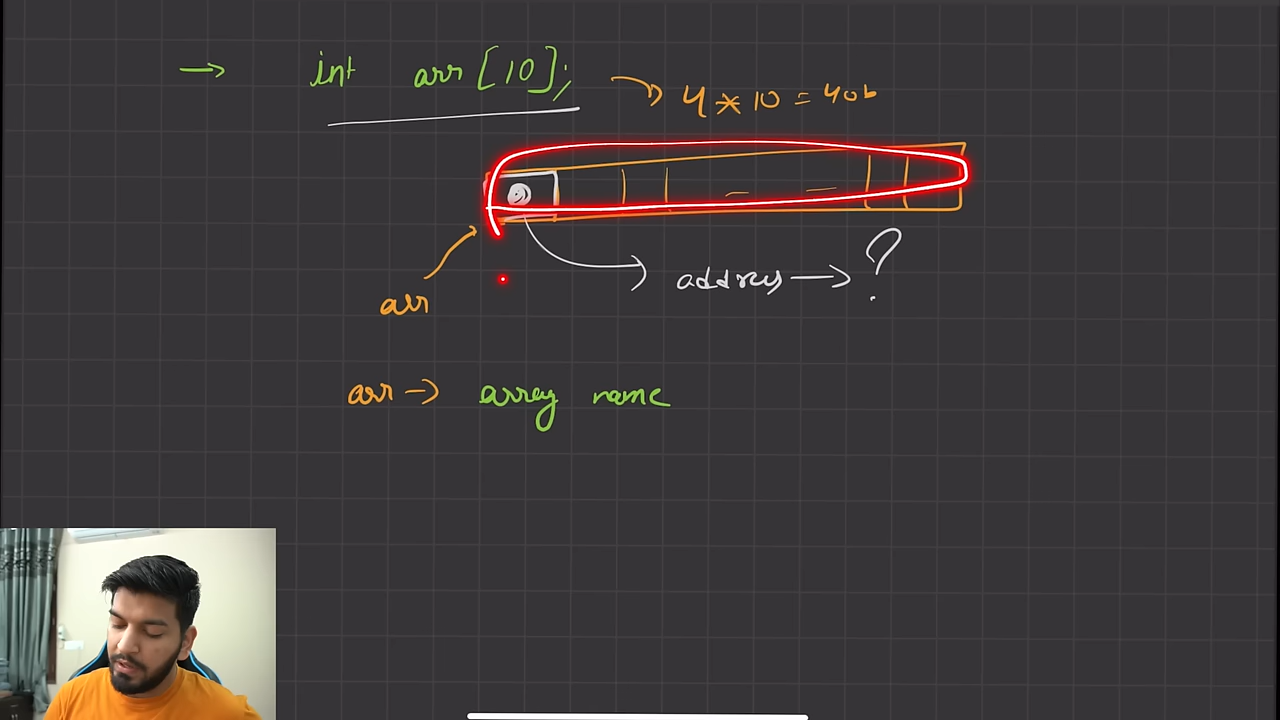 → int arr[10];
→ 4 * 10 = 40b
address → ?
arr
arr → array name